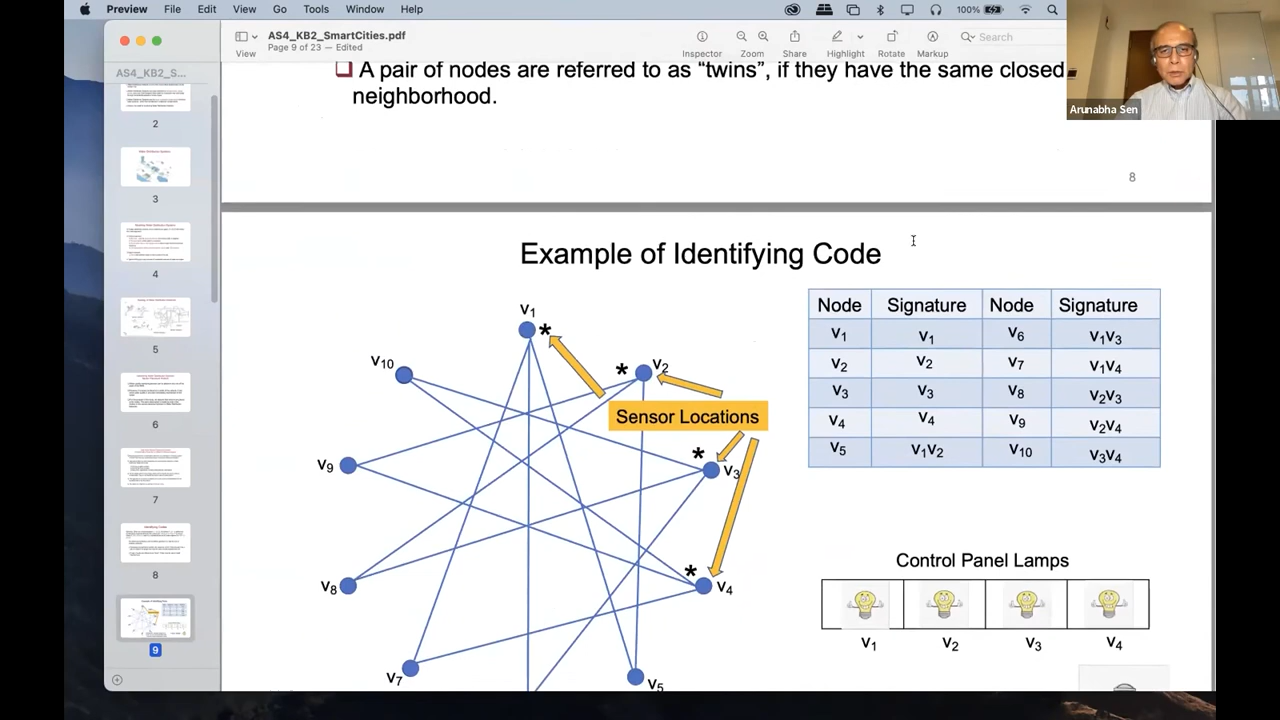 Preview File Edit View Go Tools Window Help 100%
AS4_KB2_SmartCities.pdf
Page 9 of 23 – Edited
View Inspector Zoom Share Highlight Rotate Markup Search
AS4_KB2_S...
2
3
4
5
6
7
8
9
❑ A pair of nodes are referred to as “twins”, if they have the same closed
neighborhood.
Arunabha Sen
8
Example of Identifying Code
v1 *
v10
* v2
Sensor Locations
v9
* v3
v8
* v4
v7
v5
Node Signature Node Signature
v1 v1 v6 v1v3
v2 v2 v7 v1v4
v3 v3 v8 v2v3
v4 v4 v9 v2v4
v5 v1v2 v10 v3v4
Control Panel Lamps
v1 v2 v3 v4